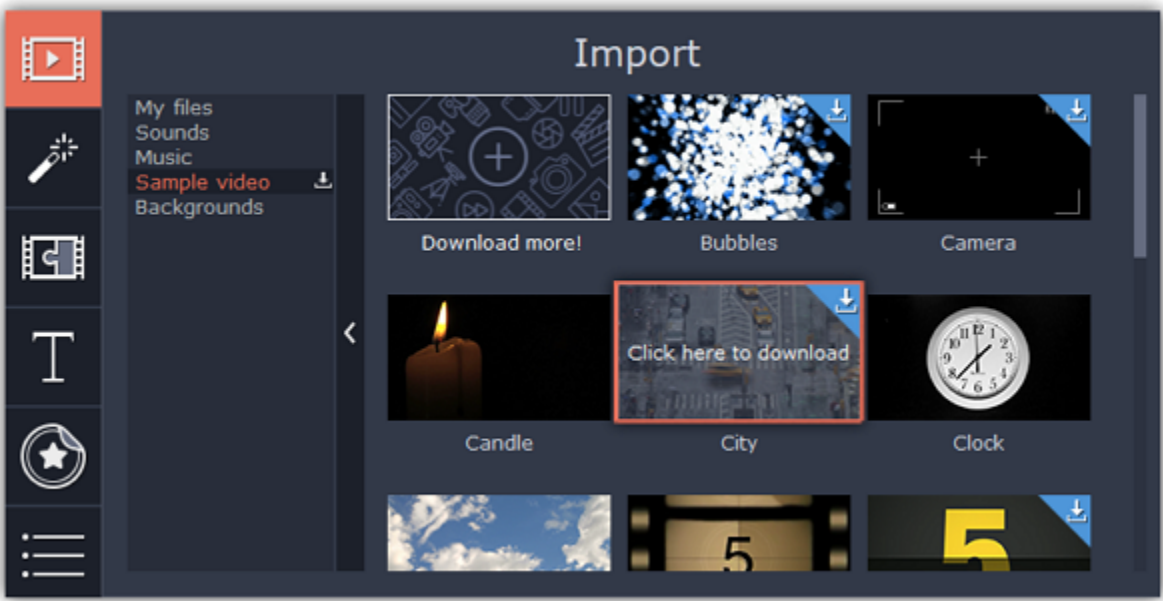 Import
My files
Sounds
Music
Sample video
Backgrounds
Download more!
Bubbles
Camera
Click here to download
Candle
City
Clock
5
5
T